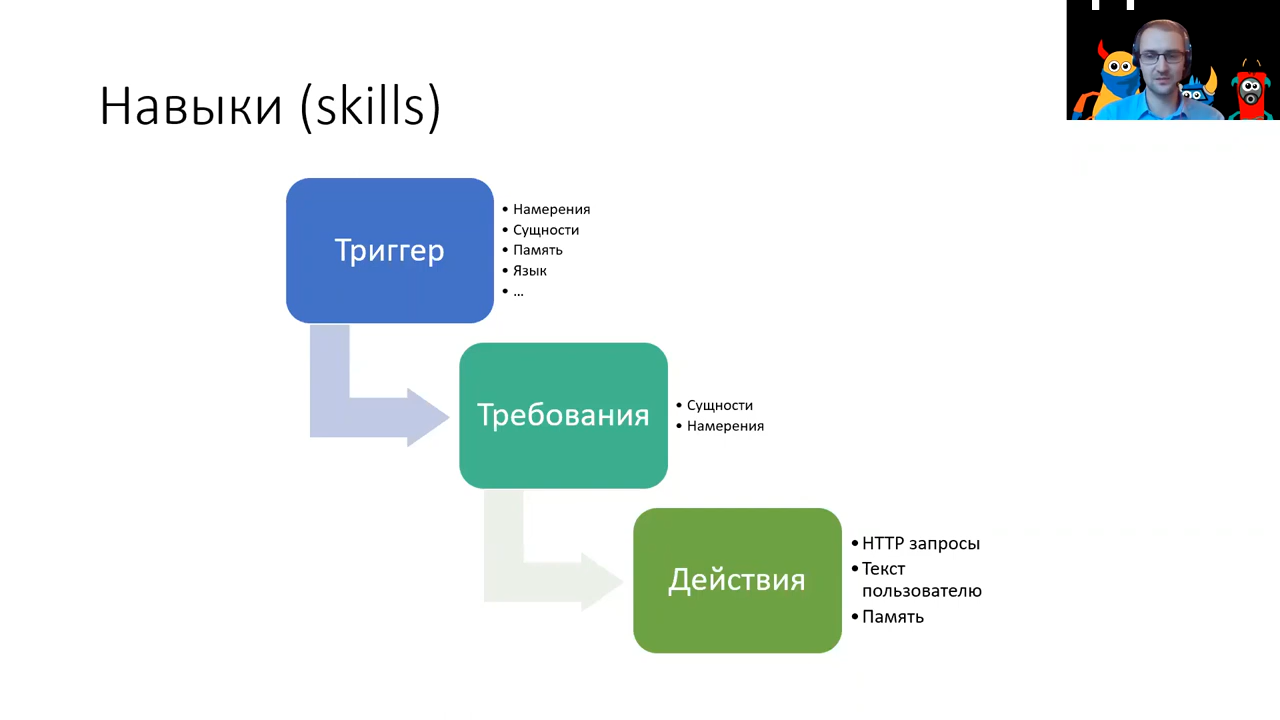 Навыки (skills)
Триггер
• Намерения
• Сущности
• Память
• Язык
• ...
Требования
• Сущности
• Намерения
Действия
• HTTP запросы
• Текст
пользователю
• Память